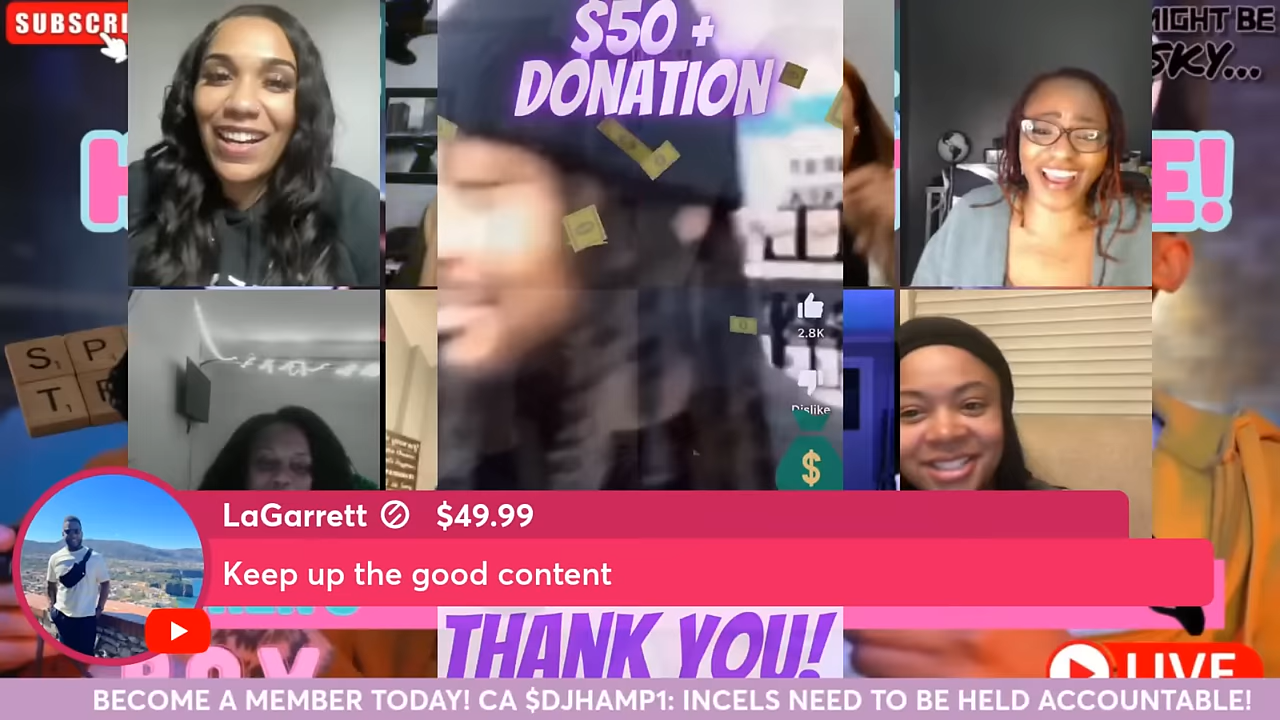 SUBSCRI
$50 +
DONATION
MIGHT BE
SKY...
E!
S P
T
2.8K
Dislike
$
LaGarrett $49.99
Keep up the good content
THANK YOU!
BOX
LIVE
BECOME A MEMBER TODAY! CA $DJHAMP1: INCELS NEED TO BE HELD ACCOUNTABLE!